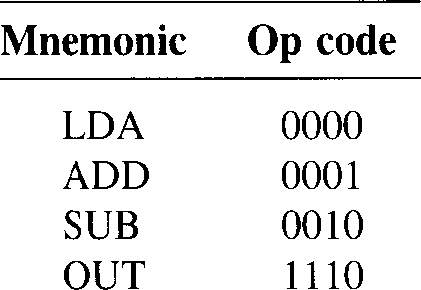 Mnemonic Op code
LDA 0000
ADD 0001
SUB 0010
OUT 1110